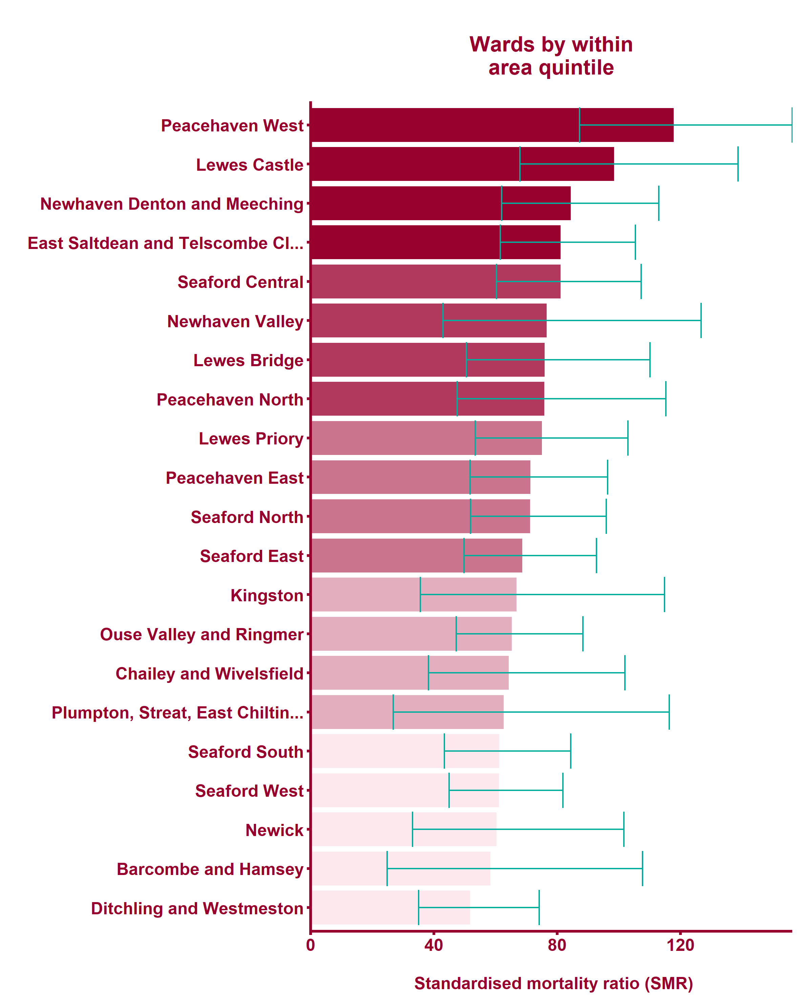 Wards by within
area quintile
Peacehaven West
Lewes Castle
Newhaven Denton and Meeching
East Saltdean and Telscombe Cl...
Seaford Central
Newhaven Valley
Lewes Bridge
Peacehaven North
Lewes Priory
Peacehaven East
Seaford North
Seaford East
Kingston
Ouse Valley and Ringmer
Chailey and Wivelsfield
Plumpton, Streat, East Chiltin...
Seaford South
Seaford West
Newick
Barcombe and Hamsey
Ditchling and Westmeston
0 40 80 120
Standardised mortality ratio (SMR)